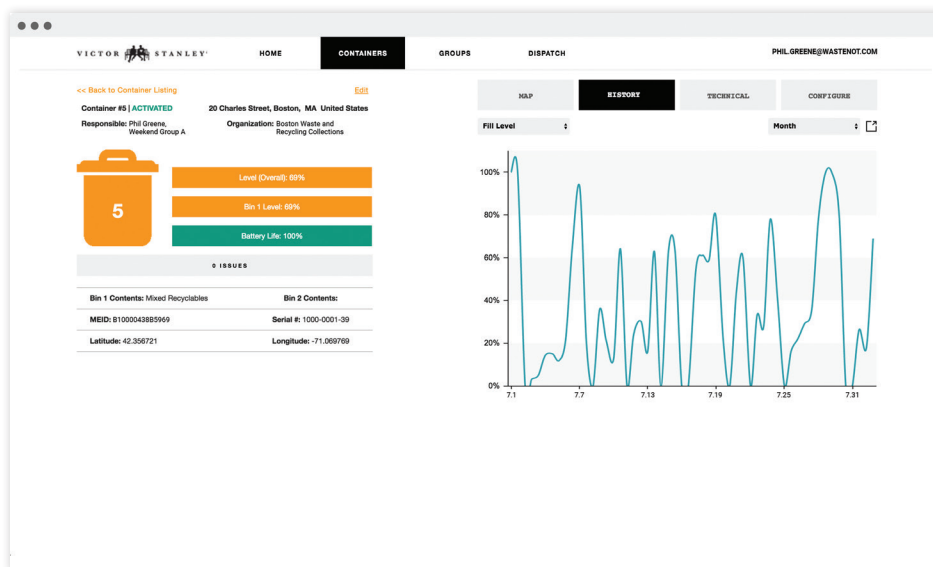 VICTOR STANLEY
HOME
CONTAINERS
GROUPS
DISPATCH
PHIL.GREENE@WASTENOT.COM
<< Back to Container Listing
Edit
Container #5 | ACTIVATED
20 Charles Street, Boston, MA United States
Responsible: Phil Greene,
Weekend Group A
Organization: Boston Waste and
Recycling Collections
5
Level (Overall): 69%
Bin 1 Level: 69%
Battery Life: 100%
0 ISSUES
Bin 1 Contents: Mixed Recyclables
Bin 2 Contents:
MEID: B10000438B5969
Serial #: 1000-0001-39
Latitude: 42.356721
Longitude: -71.069769
MAP
HISTORY
TECHNICAL
CONFIGURE
Fill Level
Month
100%
80%
60%
40%
20%
0%
7.1
7.7
7.13
7.19
7.25
7.31